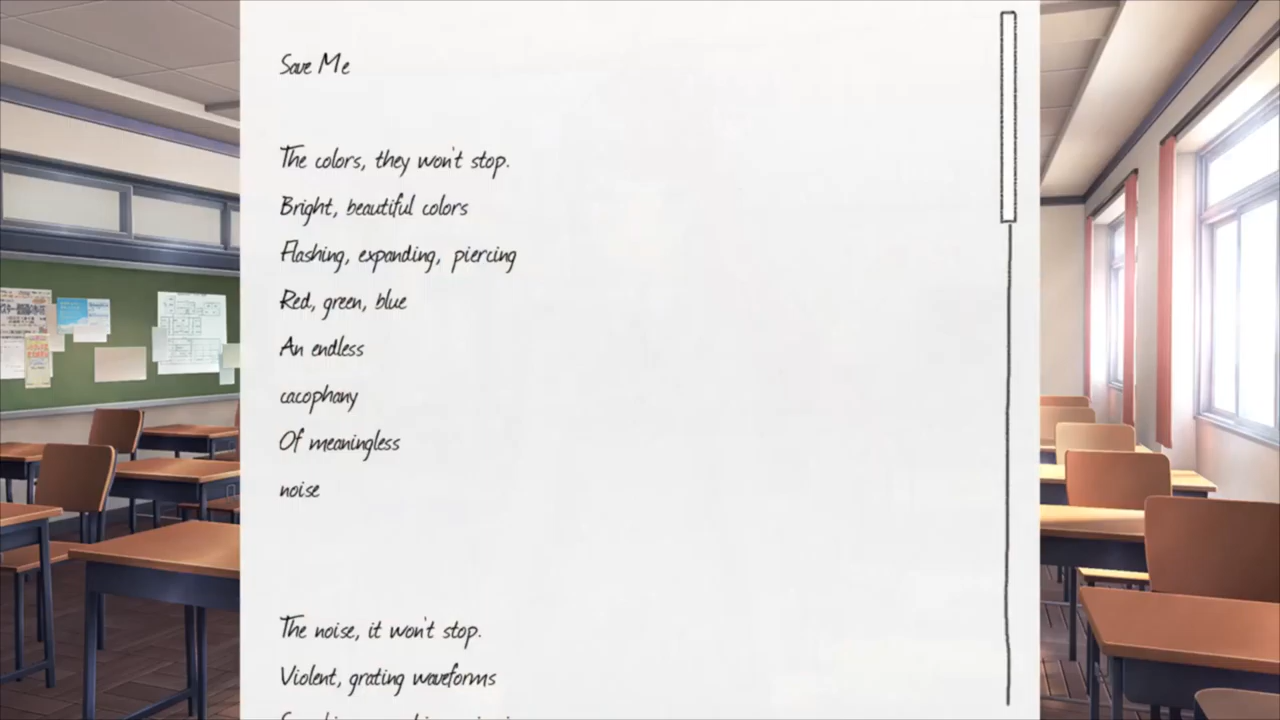 Save Me
The colors, they won't stop.
Bright, beautiful colors
Flashing, expanding, piercing
Red, green, blue
An endless
cacophany
Of meaningless
noise
The noise, it won't stop.
Violent, grating waveforms